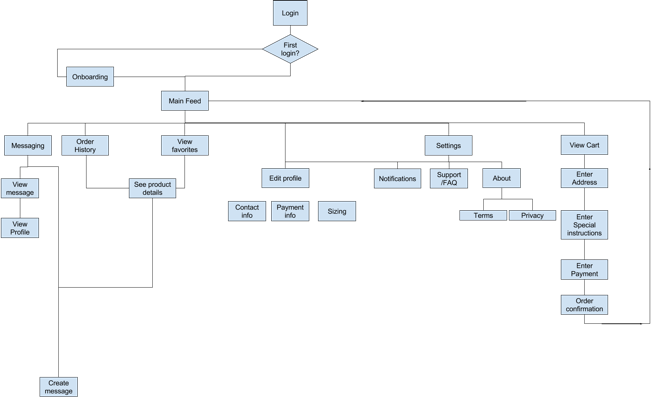 Login
First
login?
Onboarding
Main Feed
Messaging
Order
History
View
favorites
Settings
View Cart
View
message
See product
details
Edit profile
Notifications
Support
/FAQ
About
Enter
Address
View
Profile
Contact
info
Payment
info
Sizing
Terms
Privacy
Enter
Special
instructions
Enter
Payment
Order
confirmation
Create
message